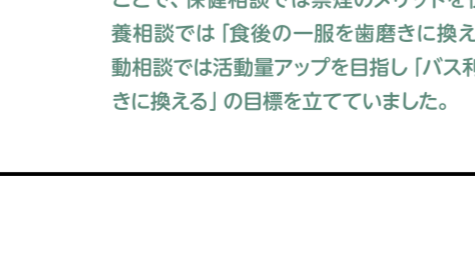 ここで、保健相談では禁煙のメリットを
養相談では「食後の一服を歯磨きに換え
動相談では活動量アップを目指し「バス利
きに換える」の目標を立てていました。